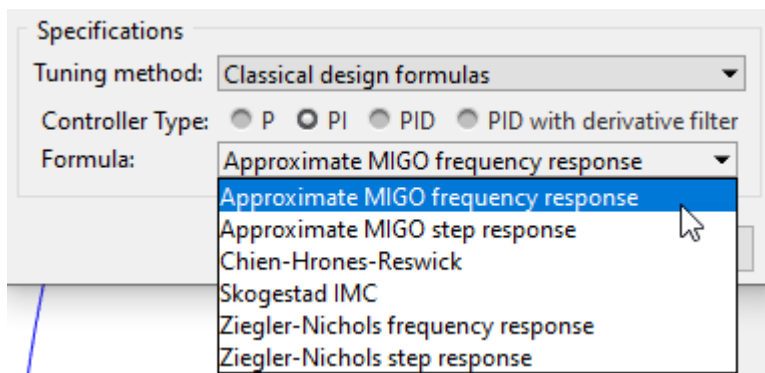 Specifications
Tuning method: Classical design formulas
Controller Type: P PI PID PID with derivative filter
Formula: Approximate MIGO frequency response
Approximate MIGO frequency response
Approximate MIGO step response
Chien-Hrones-Reswick
Skogestad IMC
Ziegler-Nichols frequency response
Ziegler-Nichols step response